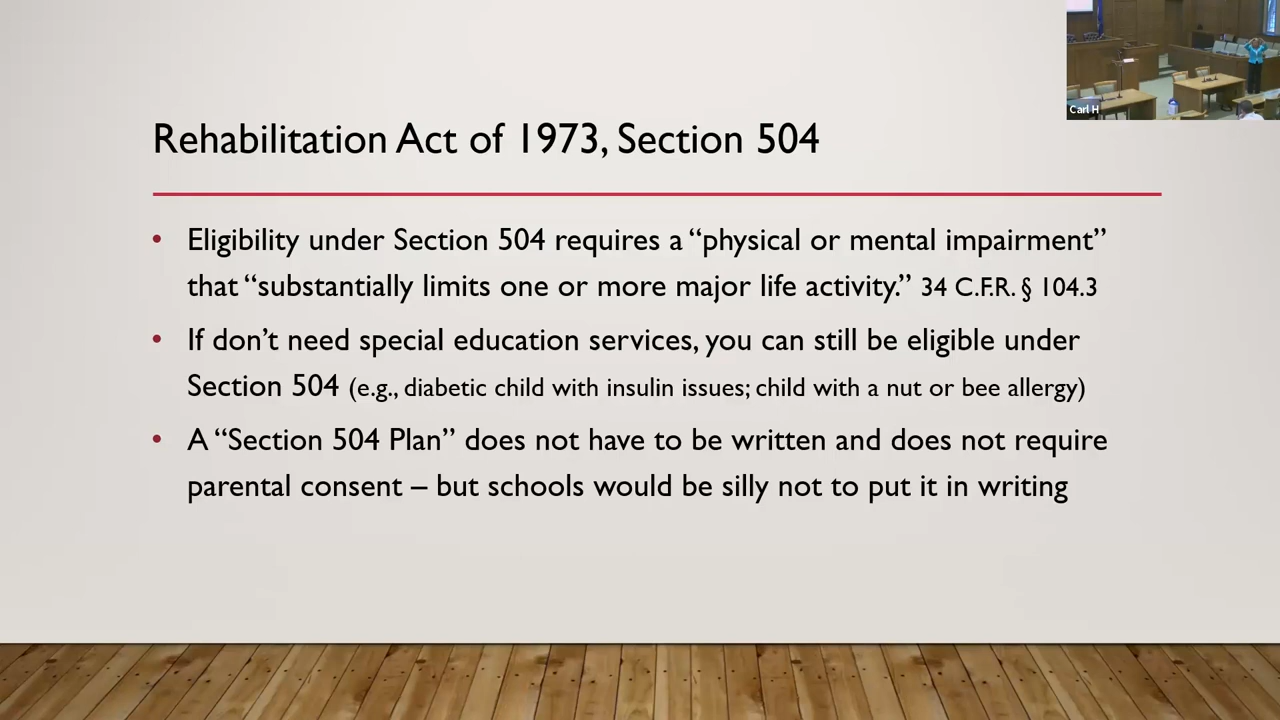 Carl H
Rehabilitation Act of 1973, Section 504
• Eligibility under Section 504 requires a “physical or mental impairment”
that “substantially limits one or more major life activity.” 34 C.F.R. § 104.3
• If don’t need special education services, you can still be eligible under
Section 504 (e.g., diabetic child with insulin issues; child with a nut or bee allergy)
• A “Section 504 Plan” does not have to be written and does not require
parental consent – but schools would be silly not to put it in writing